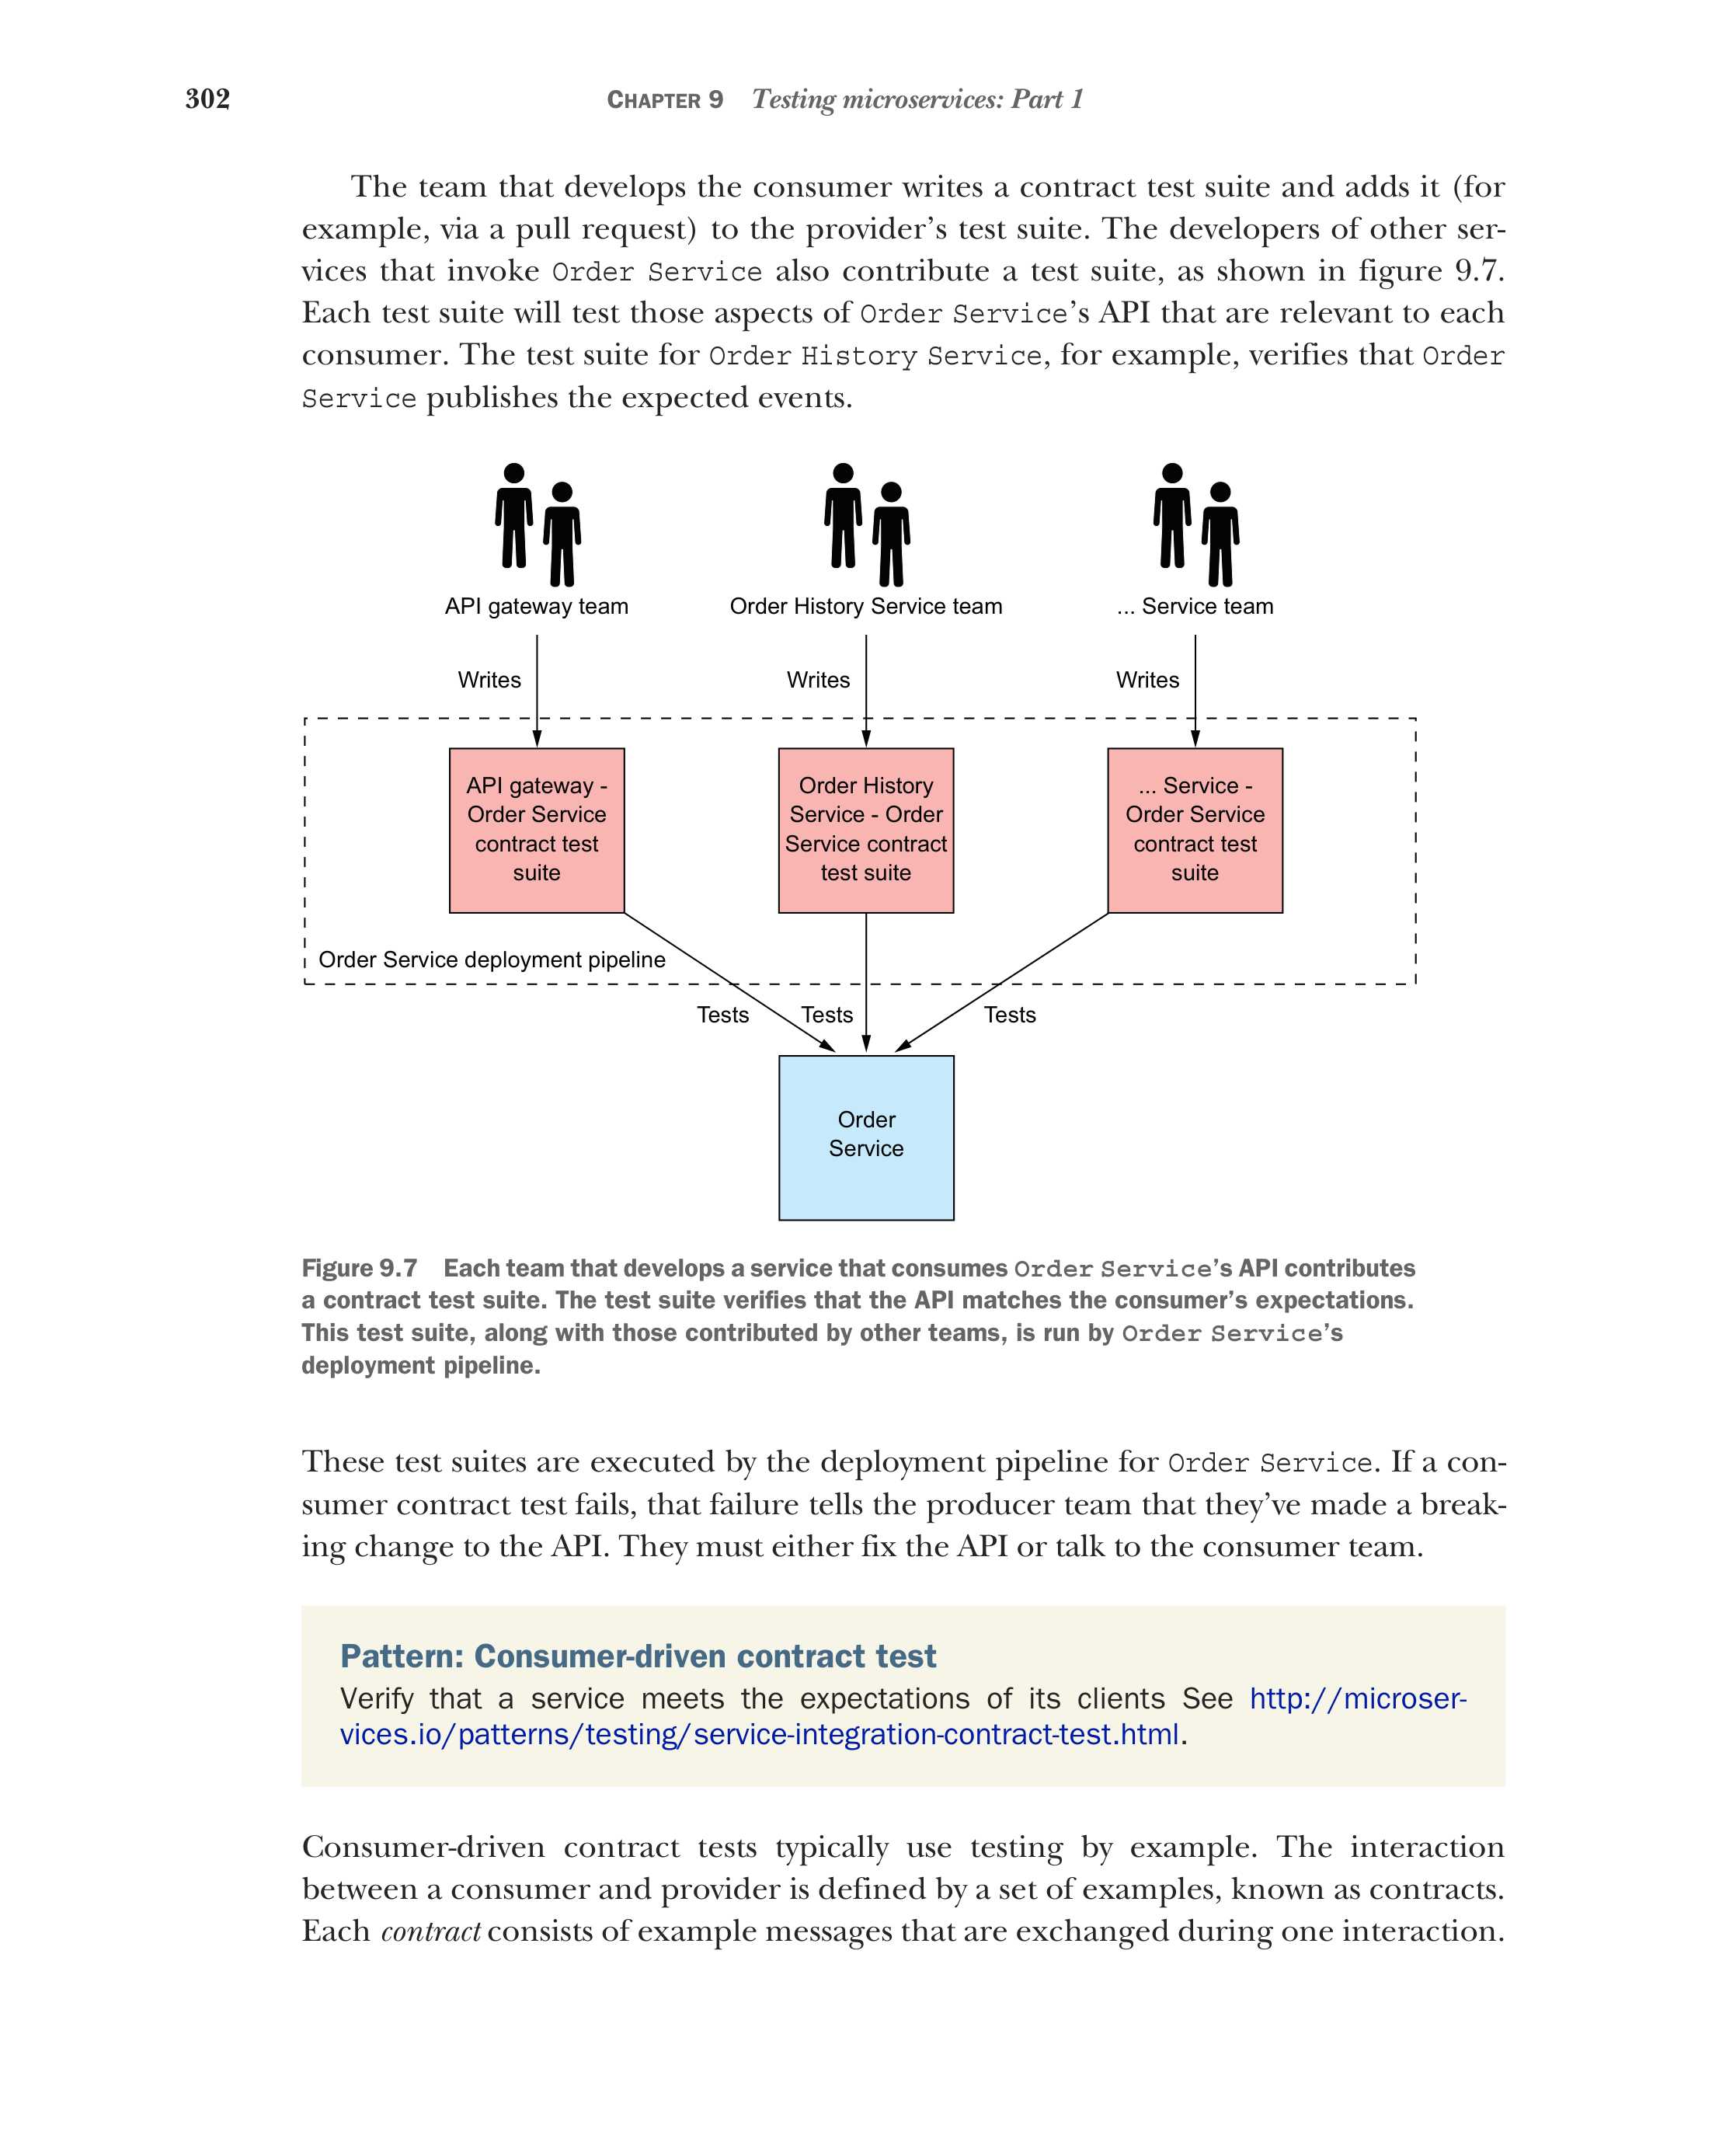 302
CHAPTER 9 Testing microservices: Part 1
The team that develops the consumer writes a contract test suite and adds it (for
example, via a pull request) to the provider's test suite. The developers of other ser-
vices that invoke Order Service also contribute a test suite, as shown in figure 9.7.
Each test suite will test those aspects of Order Service's API that are relevant to each
consumer. The test suite for Order History Service, for example, verifies that Order
Service publishes the expected events.
API gateway team
Order History Service team
... Service team
Writes
Writes
Writes
API gateway -
Order Service
contract test
suite
Order History
Service - Order
Service contract
test suite
... Service -
Order Service
contract test
suite
Order Service deployment pipeline
Tests
Tests
Tests
Order
Service
Figure 9.7 Each team that develops a service that consumes Order Service's API contributes
a contract test suite. The test suite verifies that the API matches the consumer's expectations.
This test suite, along with those contributed by other teams, is run by Order Service's
deployment pipeline.
These test suites are executed by the deployment pipeline for Order Service. If a con-
sumer contract test fails, that failure tells the producer team that they've made a break-
ing change to the API. They must either fix the API or talk to the consumer team.
Pattern: Consumer-driven contract test
Verify that a service meets the expectations of its clients See http://microser-
vices.io/patterns/testing/service-integration-contract-test.html.
Consumer-driven contract tests typically use testing by example. The interaction
between a consumer and provider is defined by a set of examples, known as contracts.
Each contract consists of example messages that are exchanged during one interaction.